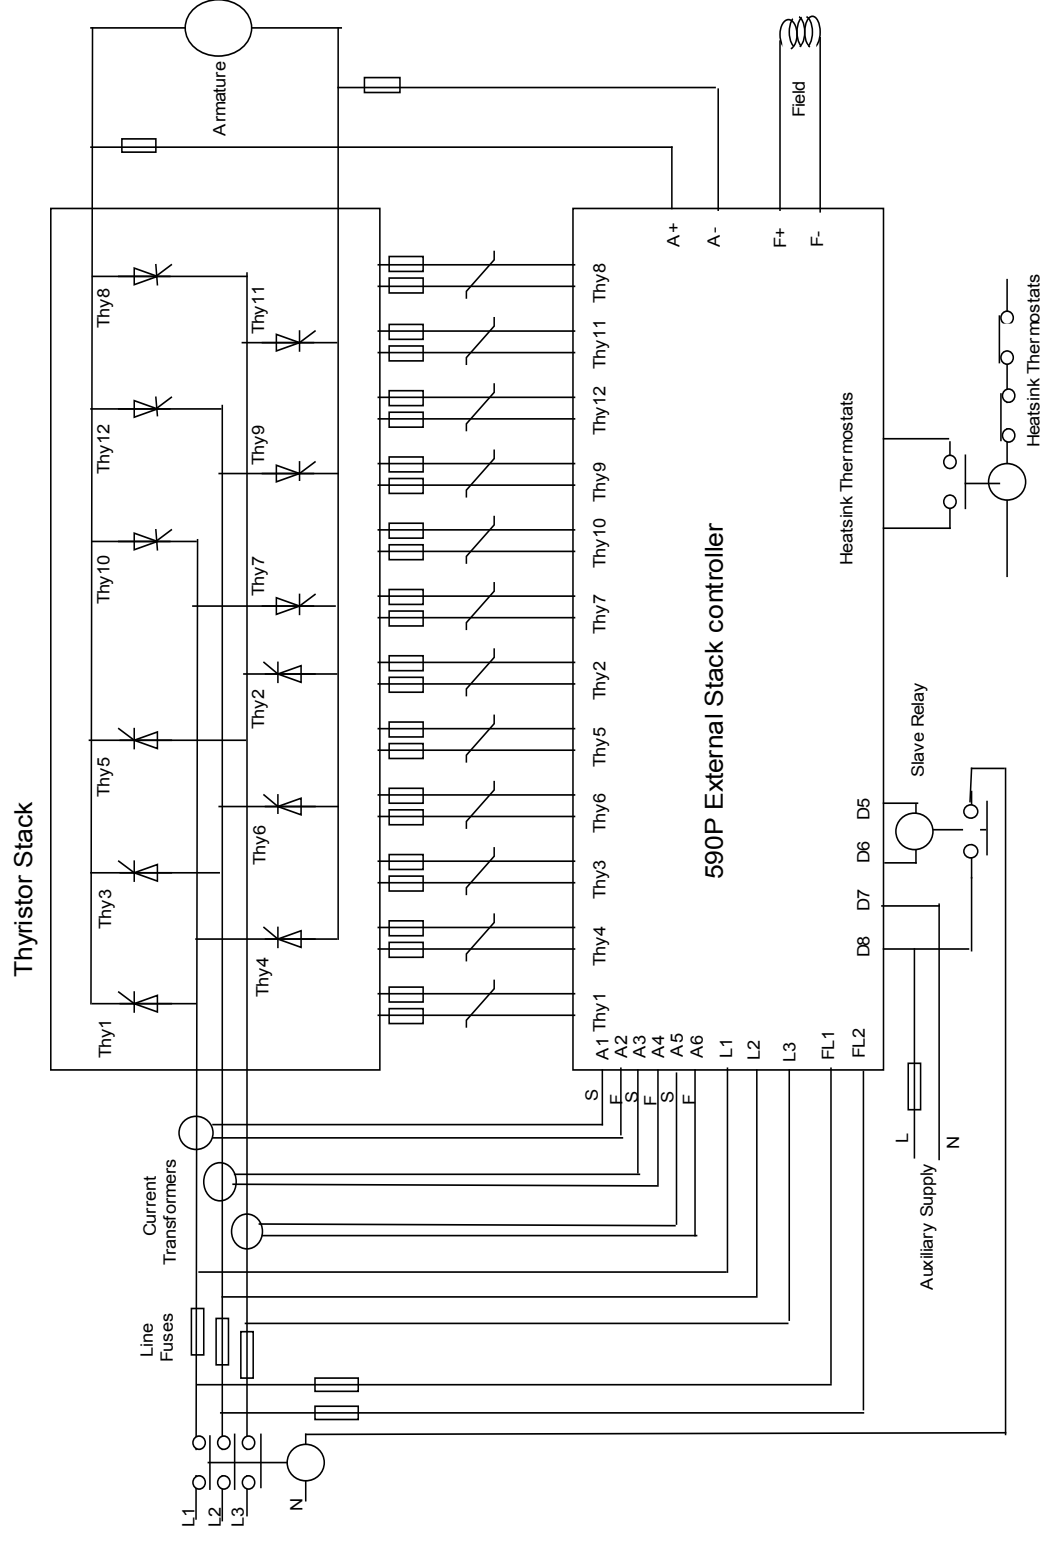 Thyristor Stack
Thy1
Thy3
Thy5
Thy10
Thy12
Thy8
Thy4
Thy6
Thy2
Thy7
Thy9
Thy11
Armature
Field
L1
L2
L3
N
Line
Fuses
Current
Transformers
S
F
S
F
S
F
A1
A2
A3
A4
A5
A6
L1
L2
L3
FL1
FL2
Thy1
Thy4
Thy3
Thy6
Thy5
Thy2
Thy7
Thy10
Thy9
Thy12
Thy11
Thy8
A+
A-
F+
F-
590P External Stack controller
Heatsink Thermostats
D8
D7
D6
D5
Slave Relay
L
N
Auxiliary Supply
Heatsink Thermostats